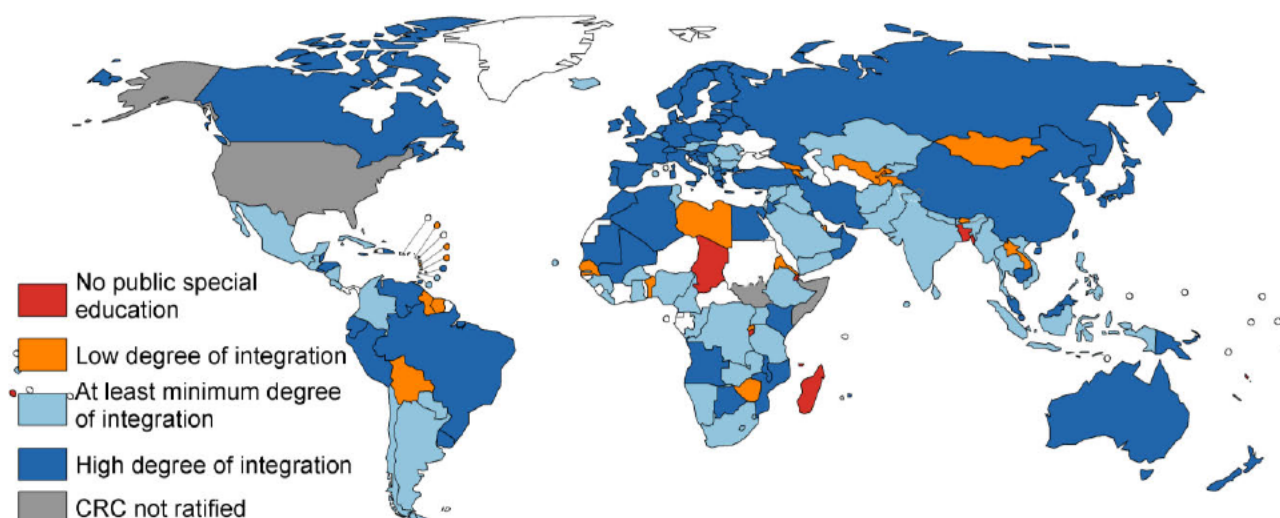 No public special
education
Low degree of integration
At least minimum degree
of integration
High degree of integration
CRC not ratified